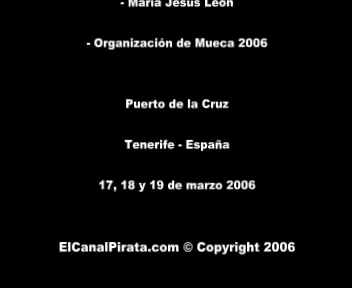 - María Jesús León
- Organización de Mueca 2006
Puerto de la Cruz
Tenerife - España
17, 18 y 19 de marzo 2006
ElCanalPirata.com © Copyright 2006